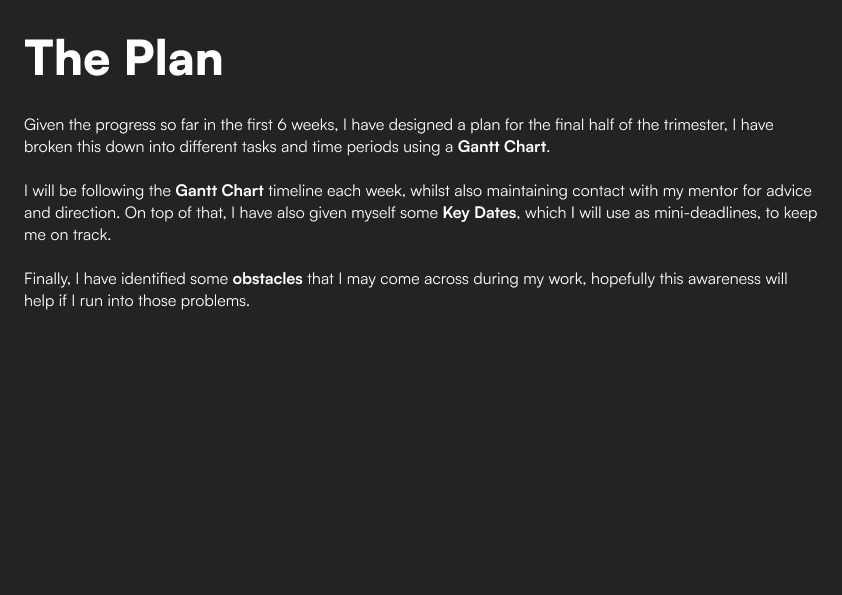 The Plan
Given the progress so far in the first 6 weeks, I have designed a plan for the final half of the trimester, I have
broken this down into different tasks and time periods using a Gantt Chart.
I will be following the Gantt Chart timeline each week, whilst also maintaining contact with my mentor for advice
and direction. On top of that, I have also given myself some Key Dates, which I will use as mini-deadlines, to keep
me on track.
Finally, I have identified some obstacles that I may come across during my work, hopefully this awareness will
help if I run into those problems.